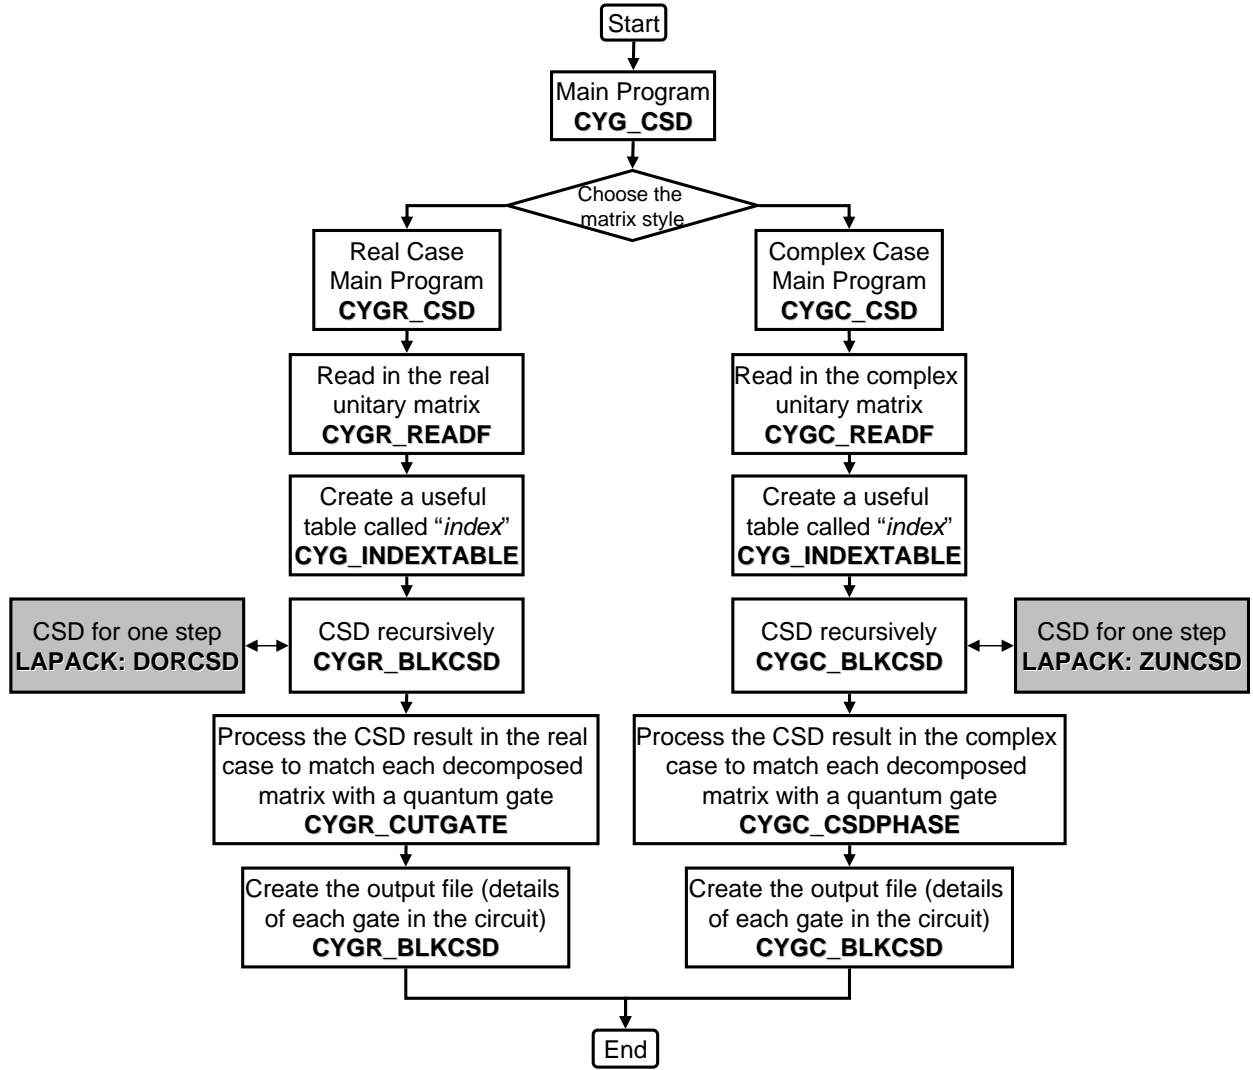 Start
Main Program
CYG_CSD
Choose the
matrix style
Real Case
Main Program
CYGR_CSD
Complex Case
Main Program
CYGC_CSD
Read in the real
unitary matrix
CYGR_READF
Read in the complex
unitary matrix
CYGC_READF
Create a useful
table called “index”
CYG_INDEXTABLE
Create a useful
table called “index”
CYG_INDEXTABLE
CSD for one step
LAPACK: DORCSD
CSD recursively
CYGR_BLKCSD
CSD recursively
CYGC_BLKCSD
CSD for one step
LAPACK: ZUNCSD
Process the CSD result in the real
case to match each decomposed
matrix with a quantum gate
CYGR_CUTGATE
Process the CSD result in the complex
case to match each decomposed
matrix with a quantum gate
CYGC_CSDPHASE
Create the output file (details
of each gate in the circuit)
CYGR_BLKCSD
Create the output file (details
of each gate in the circuit)
CYGC_BLKCSD
End